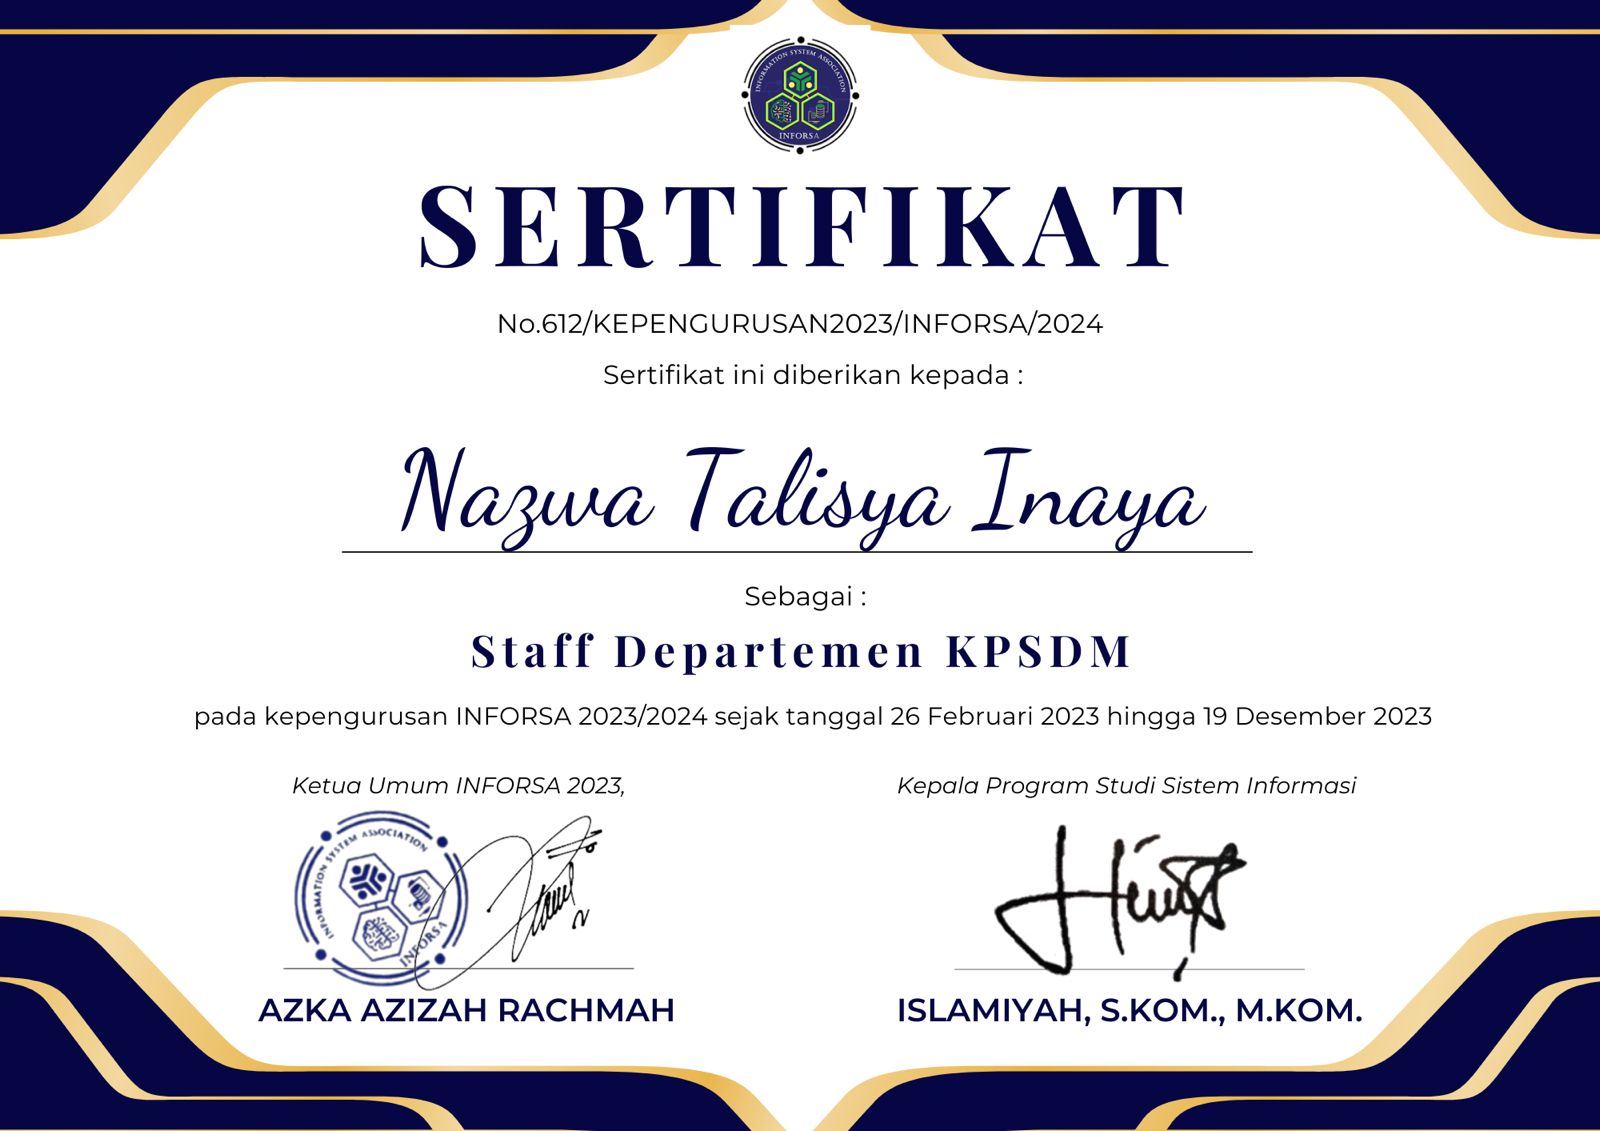 INFORMATION SYSTEM ASSOCIATION
INFORSA
SERTIFIKAT
No.612/KEPENGURUSAN2023/INFORSA/2024
Sertifikat ini diberikan kepada :
Nazwa Talisya Inaya
Sebagai :
Staff Departemen KPSDM
pada kepengurusan INFORSA 2023/2024 sejak tanggal 26 Februari 2023 hingga 19 Desember 2023
Ketua Umum INFORSA 2023,
Kepala Program Studi Sistem Informasi
INFORMATION SYSTEM ASSOCIATION
INFORSA
AZKA AZIZAH RACHMAH
ISLAMIYAH, S.KOM., M.KOM.